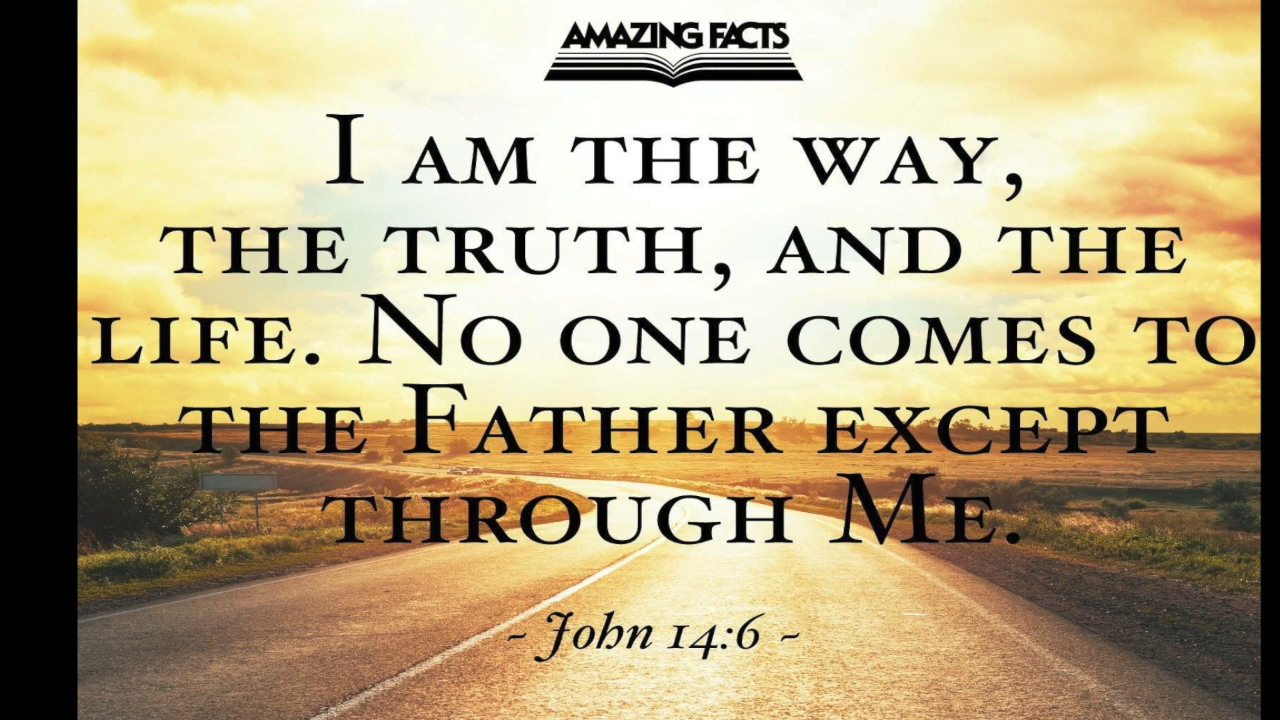 AMAZING FACTS
I AM THE WAY,
THE TRUTH, AND THE
LIFE. NO ONE COMES TO
THE FATHER EXCEPT
THROUGH ME.
~ John 14:6 ~